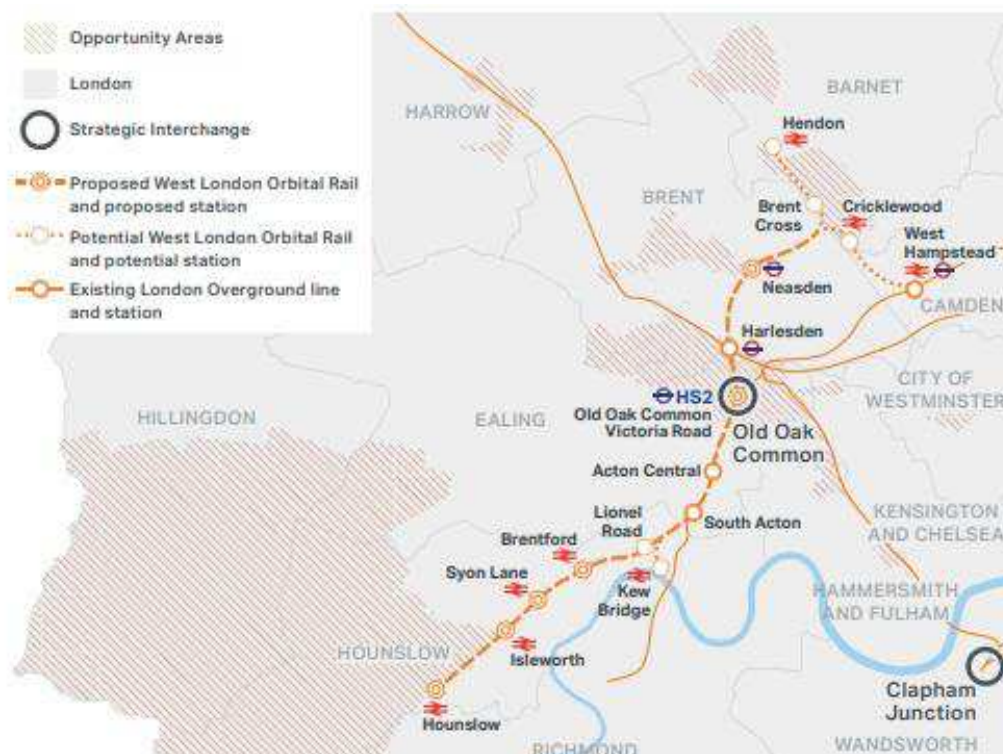 Opportunity Areas
London
Strategic Interchange
Proposed West London Orbital Rail
and proposed station
Potential West London Orbital Rail
and potential station
Existing London Overground line
and station
HARROW
BARNET
Hendon
BRENT
Brent
Cross
Cricklewood
West
Hampstead
Neasden
CAMDEN
Harlesden
HILLINGDON
EALING
HS2
Old Oak Common
Victoria Road
Old Oak
Common
CITY OF
WESTMINSTER
Acton Central
Lionel
Road
South Acton
KENSINGTON
AND CHELSEA
Brentford
Syon Lane
Kew
Bridge
HAMMERSMITH
AND FULHAM
HOUNSLOW
Isleworth
Hounslow
Clapham
Junction
RICHMOND
WANDSWORTH